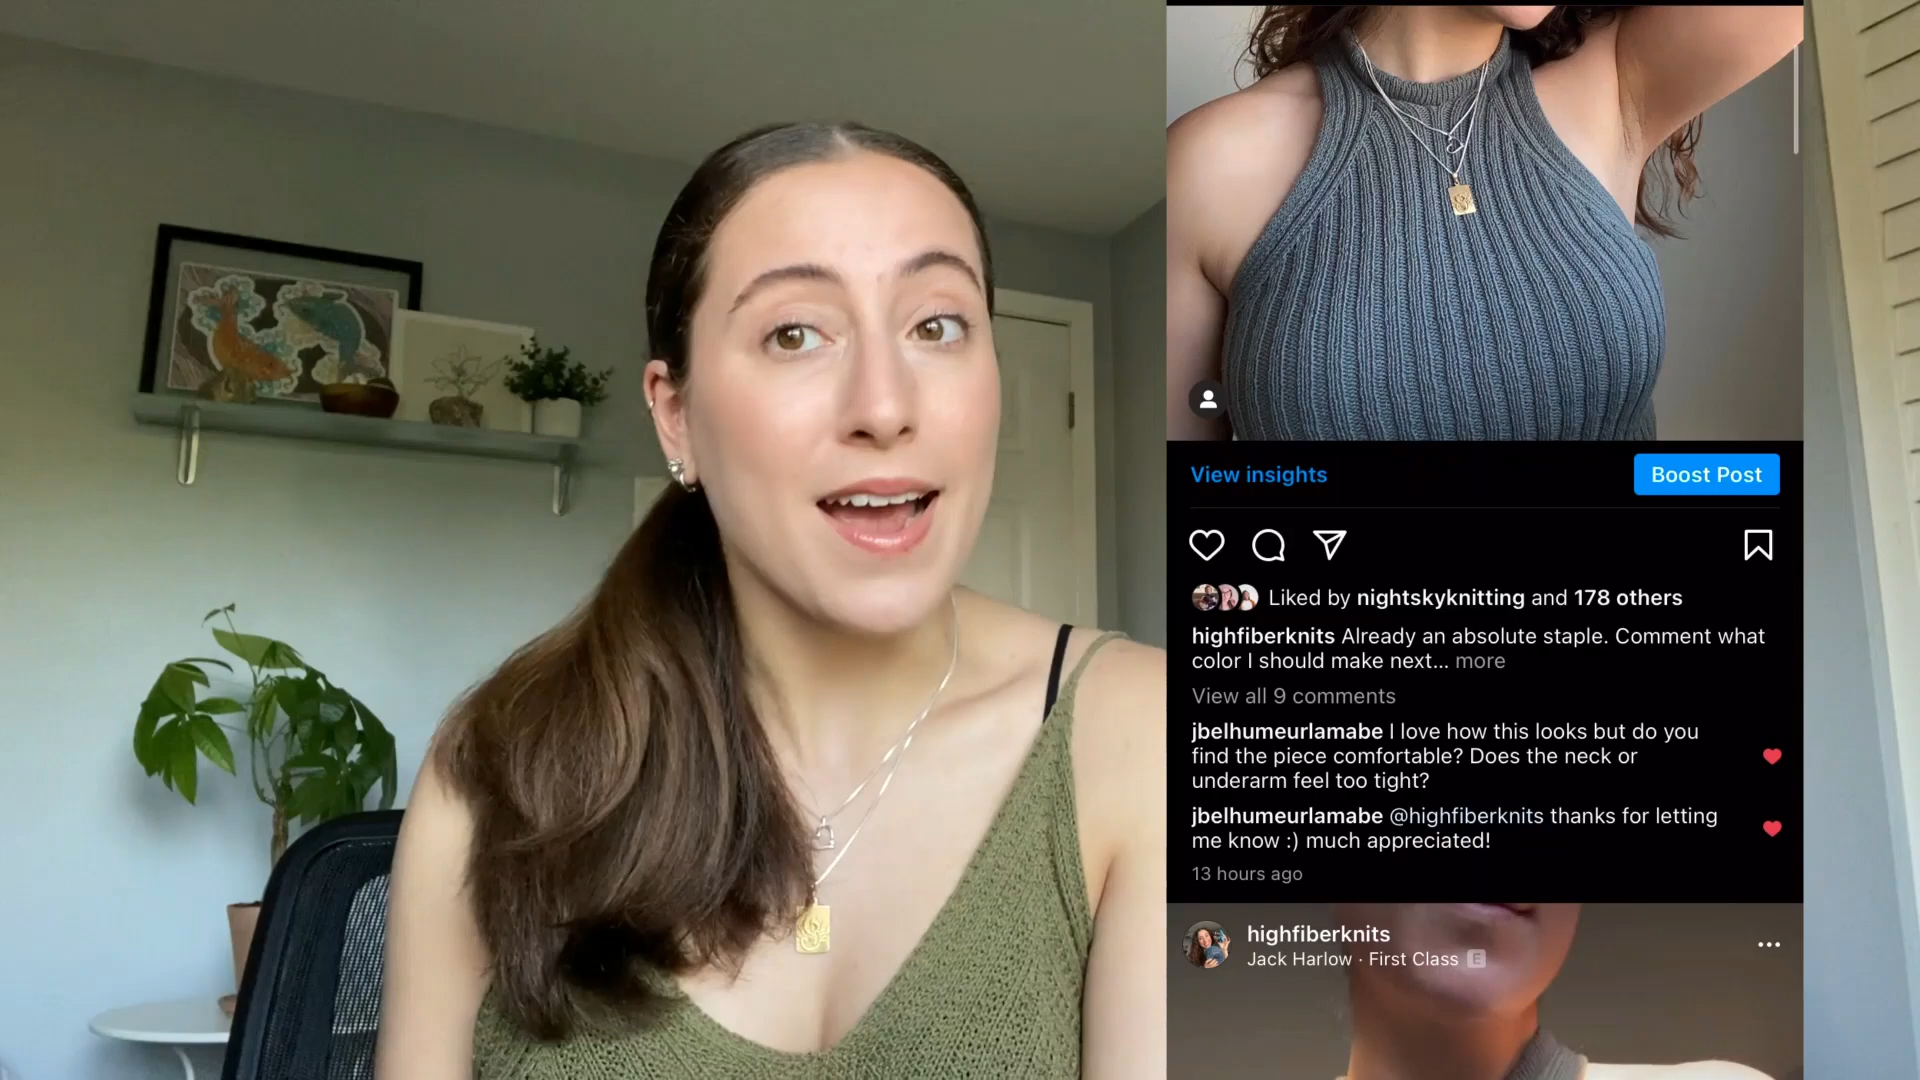 View insights
Boost Post
Liked by nightskyknitting and 178 others
highfiberknits Already an absolute staple. Comment what
color I should make next... more
View all 9 comments
jbelhumeurlamabe I love how this looks but do you
find the piece comfortable? Does the neck or
underarm feel too tight?
jbelhumeurlamabe @highfiberknits thanks for letting
me know :) much appreciated!
13 hours ago
highfiberknits
Jack Harlow · First Class E